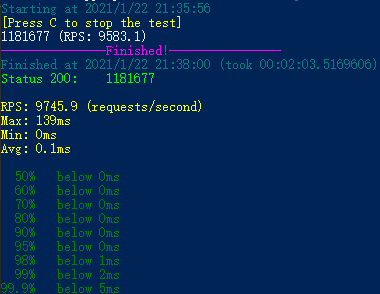 Starting at 2021/1/22 21:35:56
[Press C to stop the test]
1181677 (RPS: 9583.1)
---------------Finished!----------------
Finished at 2021/1/22 21:38:00 (took 00:02:03.5169606)
Status 200: 1181677
RPS: 9745.9 (requests/second)
Max: 139ms
Min: 0ms
Avg: 0.1ms
50% below 0ms
60% below 0ms
70% below 0ms
80% below 0ms
90% below 0ms
95% below 0ms
98% below 1ms
99% below 2ms
99.9% below 5ms